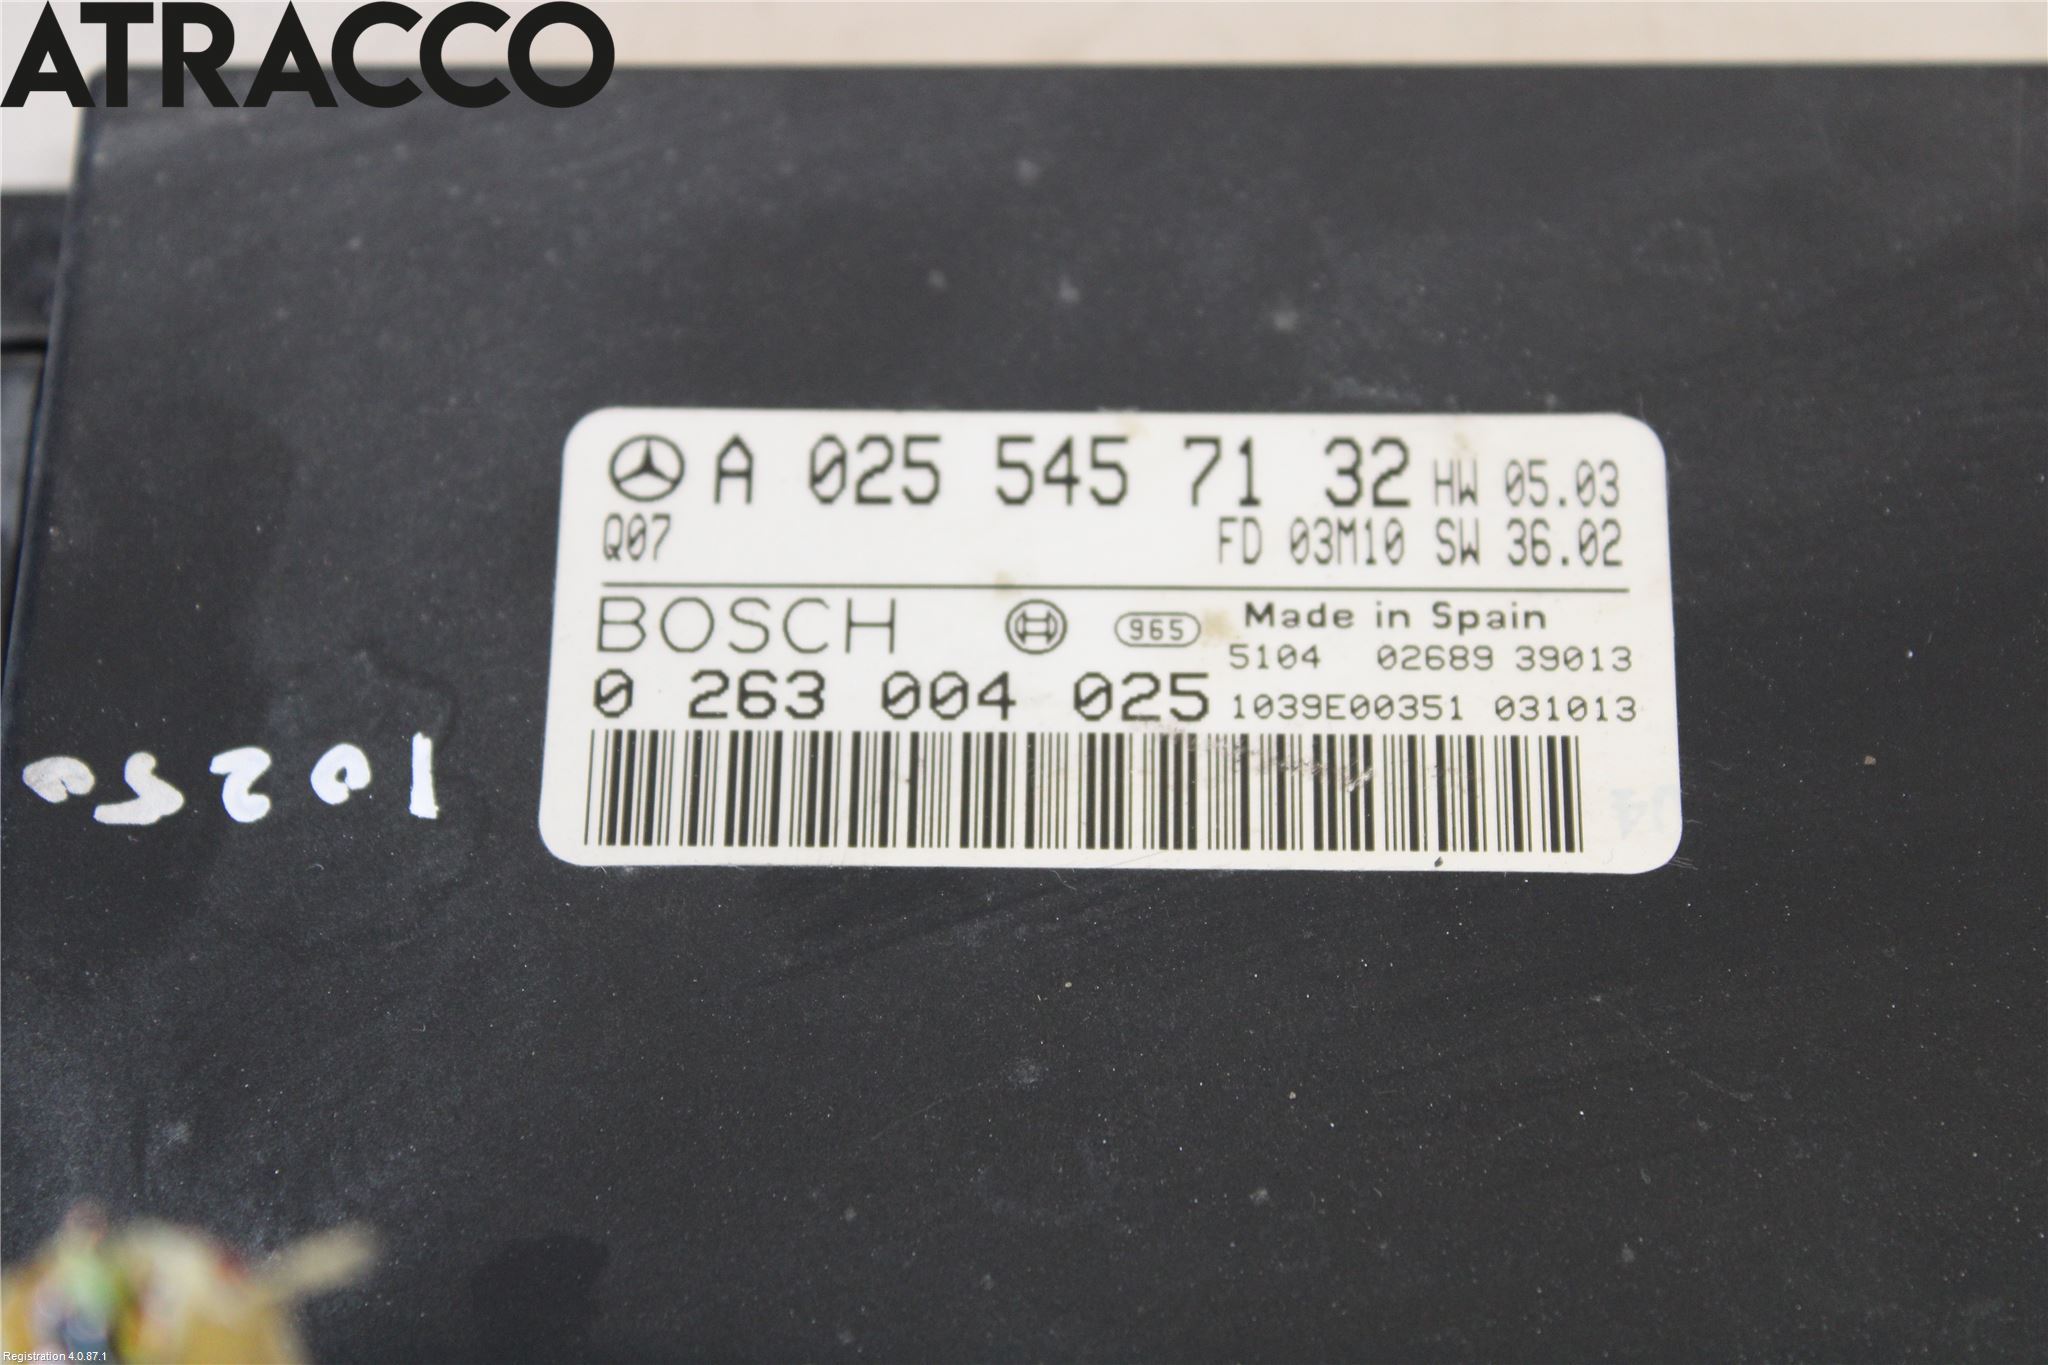 ATRACCO
A 025 545 71 32 HW 05.03
Q07 FD 03M10 SW 36.02
BOSCH 965 Made in Spain
5104 02689 39013
0 263 004 025 1039E00351 031013
10250
Registration 4.0.87.1